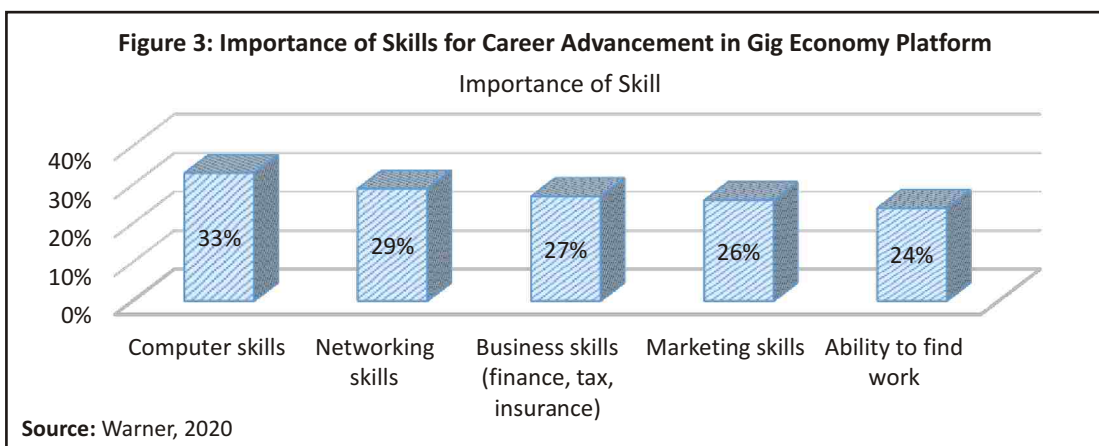 Figure 3: Importance of Skills for Career Advancement in Gig Economy Platform
Importance of Skill
40%
30%
20%
10%
0%
33%
29%
27%
26%
24%
Computer skills
Networking
skills
Business skills
(finance, tax,
insurance)
Marketing skills
Ability to find
work
Source: Warner, 2020